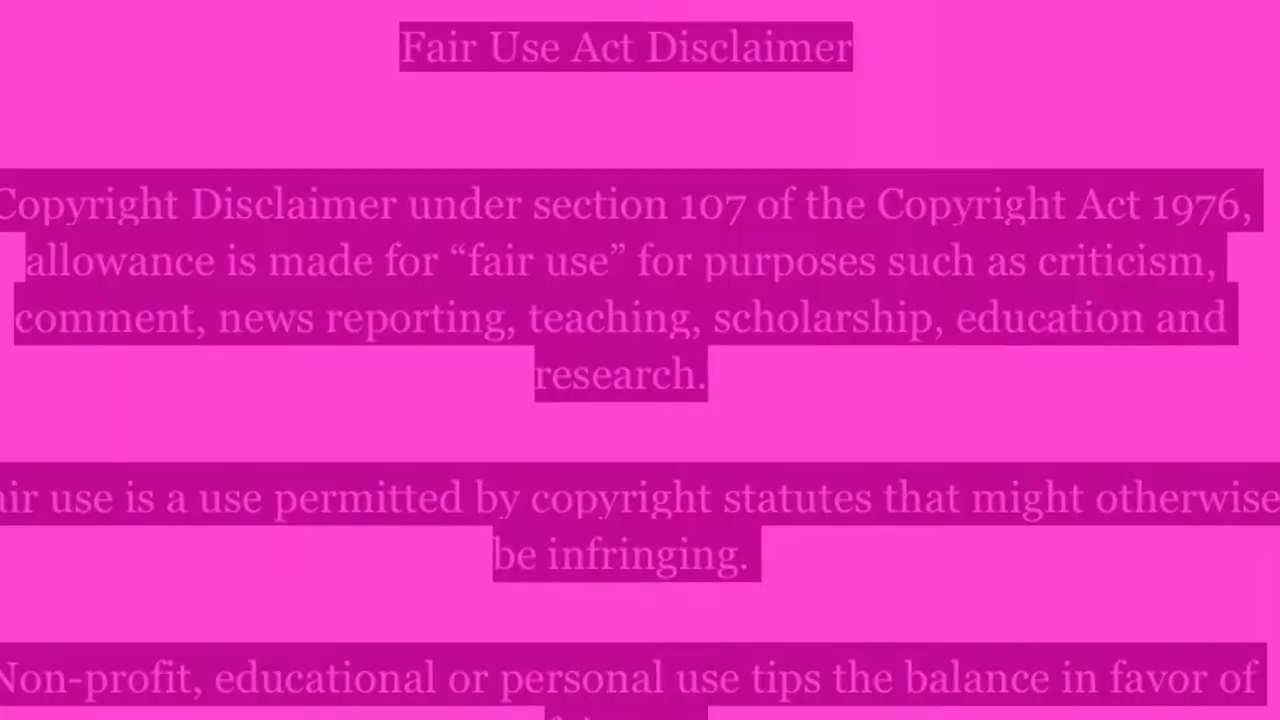 Fair Use Act Disclaimer
Copyright Disclaimer under section 107 of the Copyright Act 1976,
allowance is made for “fair use” for purposes such as criticism,
comment, news reporting, teaching, scholarship, education and
research.
air use is a use permitted by copyright statutes that might otherwise
be infringing.
Non-profit, educational or personal use tips the balance in favor of